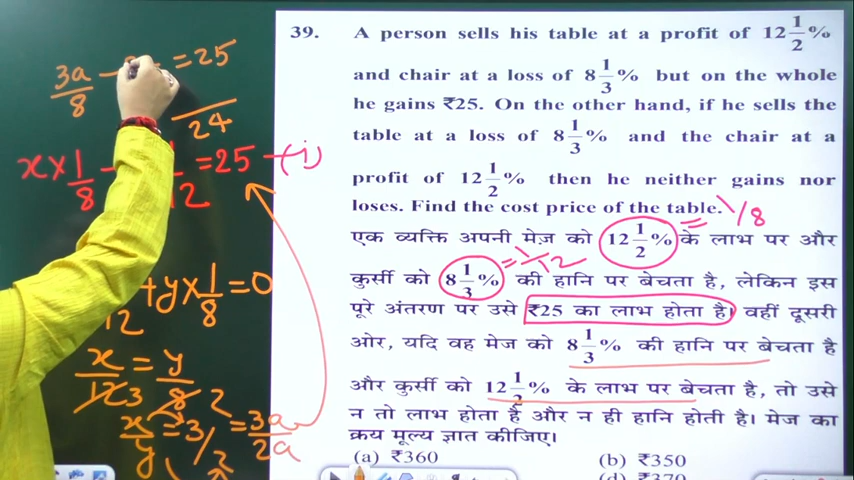 3a/8 - = 25
24
x × 1/8 - 1/12 = 25 -(i)
12 + y × 1/8 = 0
x/12 3 = y/8 2
x/y = 3/2 = 3a/2a
39. A person sells his table at a profit of 12 1/2%
and chair at a loss of 8 1/3% but on the whole
he gains ₹25. On the other hand, if he sells the
table at a loss of 8 1/3% and the chair at a
profit of 12 1/2% then he neither gains nor
loses. Find the cost price of the table.
= 1/8
एक व्यक्ति अपनी मेज़ को 12 1/2% के लाभ पर और
= 1/12
कुर्सी को 8 1/3% की हानि पर बेचता है, लेकिन इस
पूरे अंतरण पर उसे ₹25 का लाभ होता है। वहीं दूसरी
ओर, यदि वह मेज को 8 1/3% की हानि पर बेचता है
और कुर्सी को 12 1/2% के लाभ पर बेचता है, तो उसे
न तो लाभ होता है और न ही हानि होती है। मेज का
क्रय मूल्य ज्ञात कीजिए।
(a) ₹360 (b) ₹350
(d) ₹370